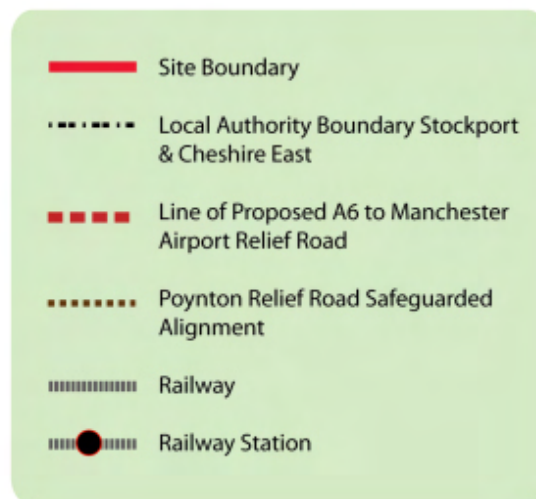 Site Boundary
Local Authority Boundary Stockport
& Cheshire East
Line of Proposed A6 to Manchester
Airport Relief Road
Poynton Relief Road Safeguarded
Alignment
Railway
Railway Station